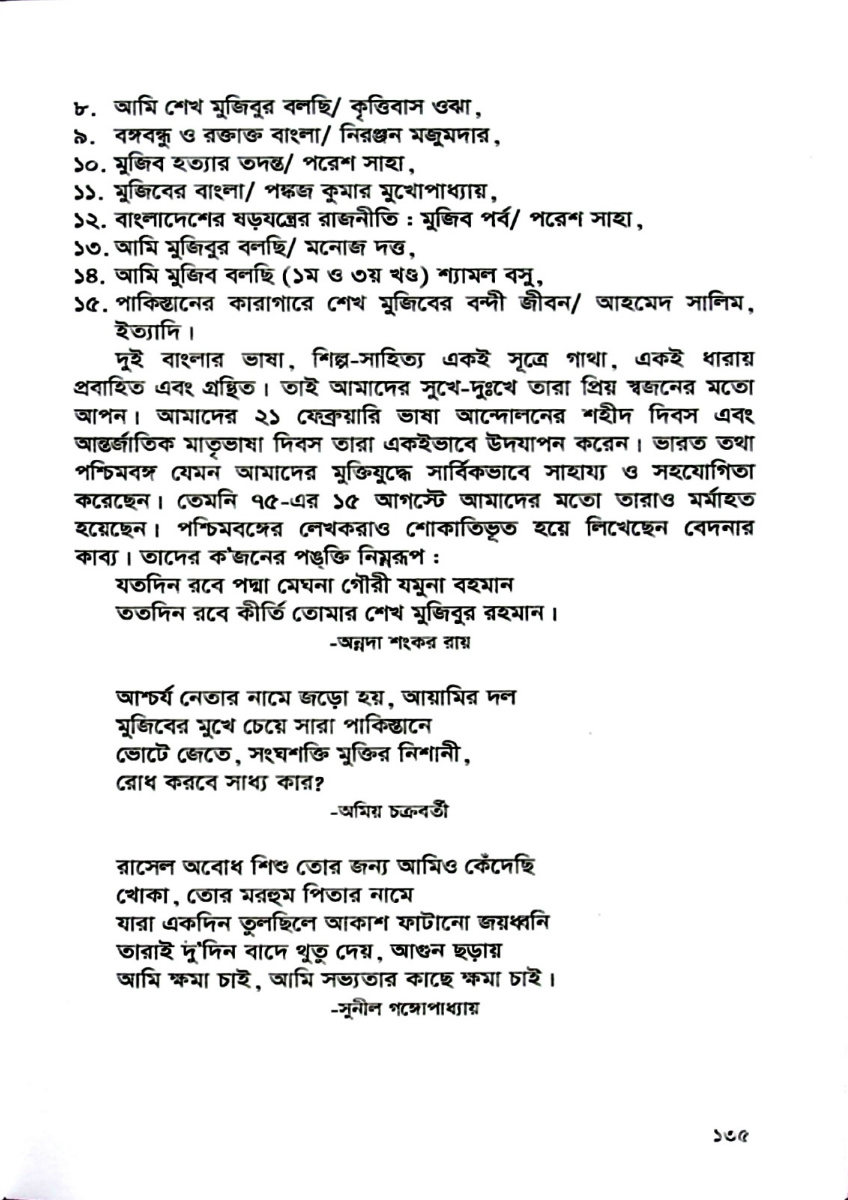 ৮. আমি শেখ মুজিবুর বলছি/ কৃত্তিবাস ওঝা,
৯. বঙ্গবন্ধু ও রক্তাক্ত বাংলা/ নিরঞ্জন মজুমদার,
১০. মুজিব হত্যার তদন্ত/ পরেশ সাহা,
১১. মুজিবের বাংলা/ পঙ্কজ কুমার মুখোপাধ্যায়,
১২. বাংলাদেশের ষড়যন্ত্রের রাজনীতি : মুজিব পর্ব/ পরেশ সাহা,
১৩. আমি মুজিবুর বলছি/ মনোজ দত্ত,
১৪. আমি মুজিব বলছি (১ম ও ৩য় খণ্ড) শ্যামল বসু,
১৫. পাকিস্তানের কারাগারে শেখ মুজিবের বন্দী জীবন/ আহমেদ সালিম,
ইত্যাদি।
দুই বাংলার ভাষা, শিল্প-সাহিত্য একই সূত্রে গাথা, একই ধারায়
প্রবাহিত এবং গ্রন্থিত। তাই আমাদের সুখে-দুঃখে তারা প্রিয় স্বজনের মতো
আপন। আমাদের ২১ ফেব্রুয়ারি ভাষা আন্দোলনের শহীদ দিবস এবং
আন্তর্জাতিক মাতৃভাষা দিবস তারা একইভাবে উদযাপন করেন। ভারত তথা
পশ্চিমবঙ্গ যেমন আমাদের মুক্তিযুদ্ধে সার্বিকভাবে সাহায্য ও সহযোগিতা
করেছেন। তেমনি ৭৫-এর ১৫ আগস্টে আমাদের মতো তারাও মর্মাহত
হয়েছেন। পশ্চিমবঙ্গের লেখকরাও শোকাতিভূত হয়ে লিখেছেন বেদনার
কাব্য। তাদের ক'জনের পঙ্ক্তি নিম্নরূপ :
যতদিন রবে পদ্মা মেঘনা গৌরী যমুনা বহমান
ততদিন রবে কীর্তি তোমার শেখ মুজিবুর রহমান।
-অন্নদা শংকর রায়
আশ্চর্য নেতার নামে জড়ো হয়, আয়ামির দল
মুজিবের মুখে চেয়ে সারা পাকিস্তানে
ভোটে জেতে, সংঘশক্তি মুক্তির নিশানী,
রোধ করবে সাধ্য কার?
-অমিয় চক্রবর্তী
রাসেল অবোধ শিশু তোর জন্য আমিও কেঁদেছি
খোকা, তোর মরহুম পিতার নামে
যারা একদিন তুলছিলে আকাশ ফাটানো জয়ধ্বনি
তারাই দু'দিন বাদে থুতু দেয়, আগুন ছড়ায়
আমি ক্ষমা চাই, আমি সভ্যতার কাছে ক্ষমা চাই।
-সুনীল গঙ্গোপাধ্যায়
১৩৫